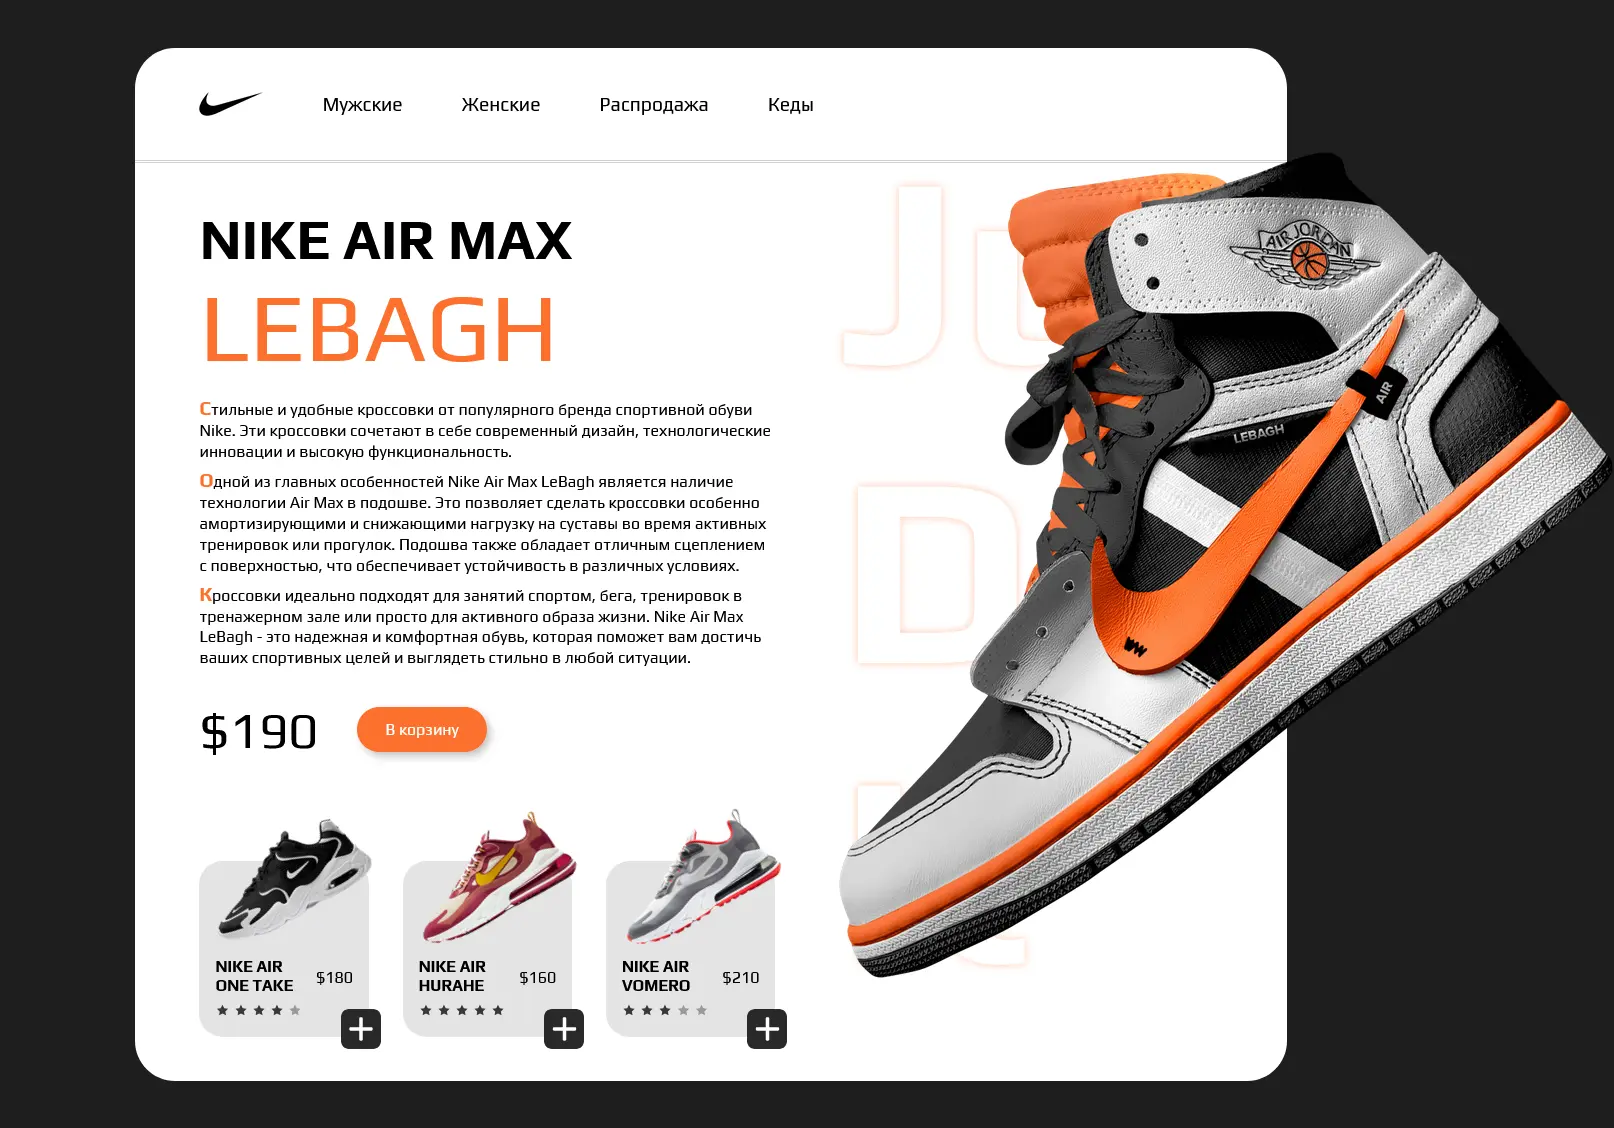 Мужские Женские Распродажа Кеды
NIKE AIR MAX
LEBAGH
Стильные и удобные кроссовки от популярного бренда спортивной обуви
Nike. Эти кроссовки сочетают в себе современный дизайн, технологические
инновации и высокую функциональность.
Одной из главных особенностей Nike Air Max LeBagh является наличие
технологии Air Max в подошве. Это позволяет сделать кроссовки особенно
амортизирующими и снижающими нагрузку на суставы во время активных
тренировок или прогулок. Подошва также обладает отличным сцеплением
с поверхностью, что обеспечивает устойчивость в различных условиях.
Кроссовки идеально подходят для занятий спортом, бега, тренировок в
тренажерном зале или просто для активного образа жизни. Nike Air Max
LeBagh - это надежная и комфортная обувь, которая поможет вам достичь
ваших спортивных целей и выглядеть стильно в любой ситуации.
$190 В корзину
NIKE AIR
ONE TAKE
$180
NIKE AIR
HURAHE
$160
NIKE AIR
VOMERO
$210
AIR JORDAN
AIR
LEBAGH